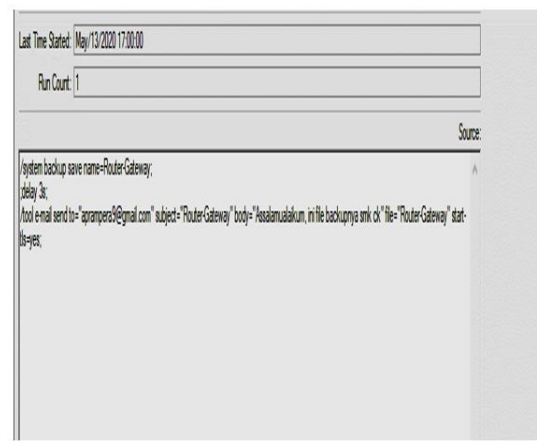 Last Time Started: May/13/2020 17:00:00
Run Count: 1
Source:
/system backup save name=Router-Gateway;
:delay 3s;
/tool e-mail send to="aprampera9@gmail.com" subject="Router-Gateway" body="Assalamualaikum, ini file backupnya smk ck" file="Router-Gateway" start-
tls=yes;